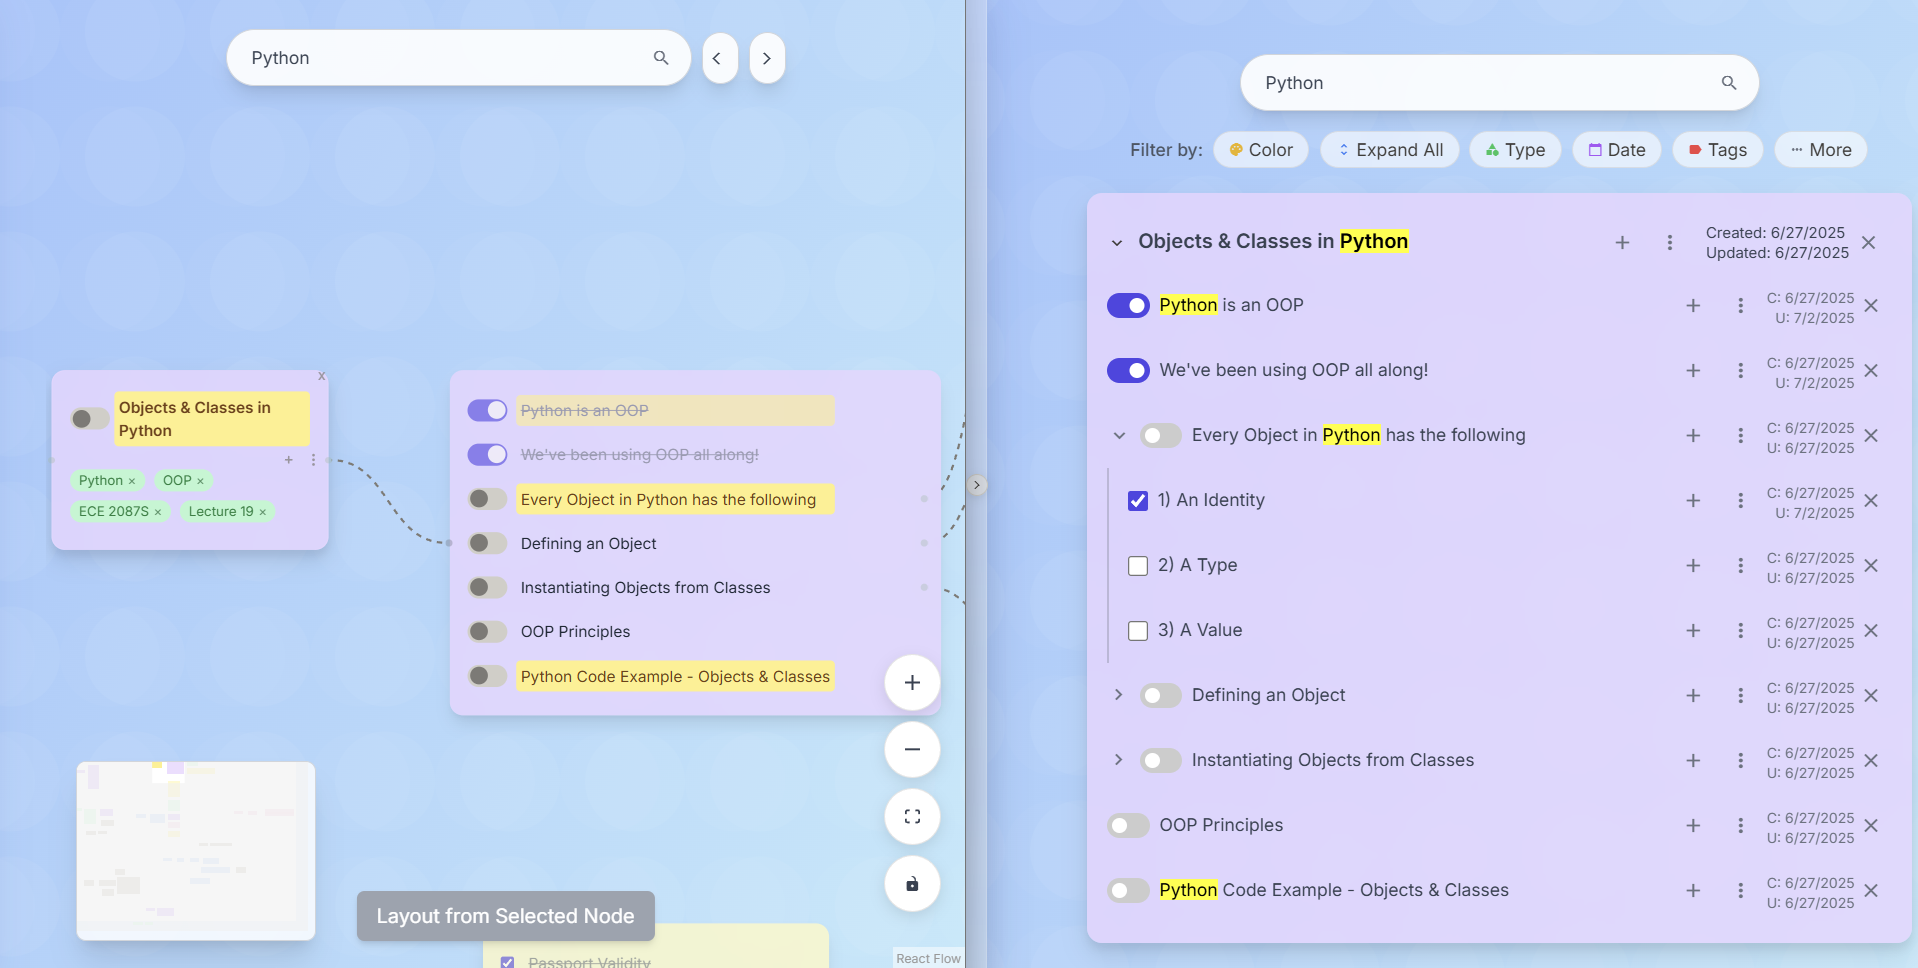 Python
x
Objects & Classes in
Python
Python ×
OOP ×
ECE 2087S ×
Lecture 19 ×
Python is an OOP
We've been using OOP all along!
Every Object in Python has the following
Defining an Object
Instantiating Objects from Classes
OOP Principles
Python Code Example - Objects & Classes
Layout from Selected Node
Passport Validity
React Flow
Python
Filter by: Color Expand All Type Date Tags More
Objects & Classes in Python
Created: 6/27/2025
Updated: 6/27/2025
Python is an OOP
C: 6/27/2025
U: 7/2/2025
We've been using OOP all along!
C: 6/27/2025
U: 7/2/2025
Every Object in Python has the following
C: 6/27/2025
U: 6/27/2025
1) An Identity
C: 6/27/2025
U: 7/2/2025
2) A Type
C: 6/27/2025
U: 6/27/2025
3) A Value
C: 6/27/2025
U: 6/27/2025
Defining an Object
C: 6/27/2025
U: 6/27/2025
Instantiating Objects from Classes
C: 6/27/2025
U: 6/27/2025
OOP Principles
C: 6/27/2025
U: 6/27/2025
Python Code Example - Objects & Classes
C: 6/27/2025
U: 6/27/2025